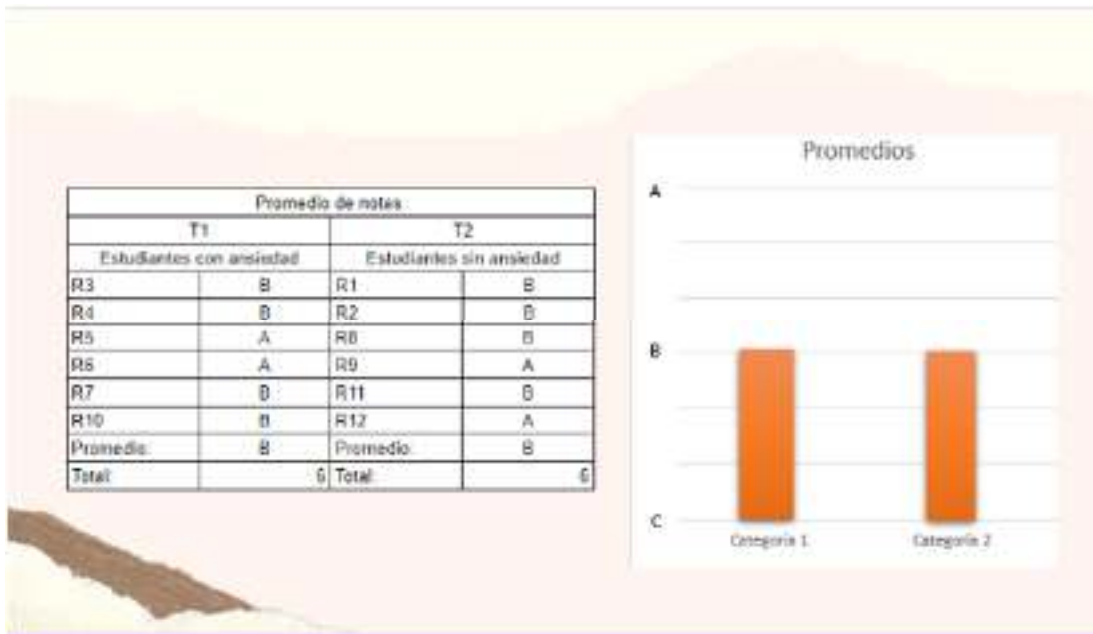 Promedio de notas
T1 T2
Estudiantes con ansiedad Estudiantes sin ansiedad
R3 B R1 B
R4 B R2 B
R5 A R8 B
R6 A R9 A
R7 B R11 B
R10 B R12 A
Promedio: B Promedio B
Total: 6 Total: 6
Promedios
A
B
C
Categoría 1 Categoría 2